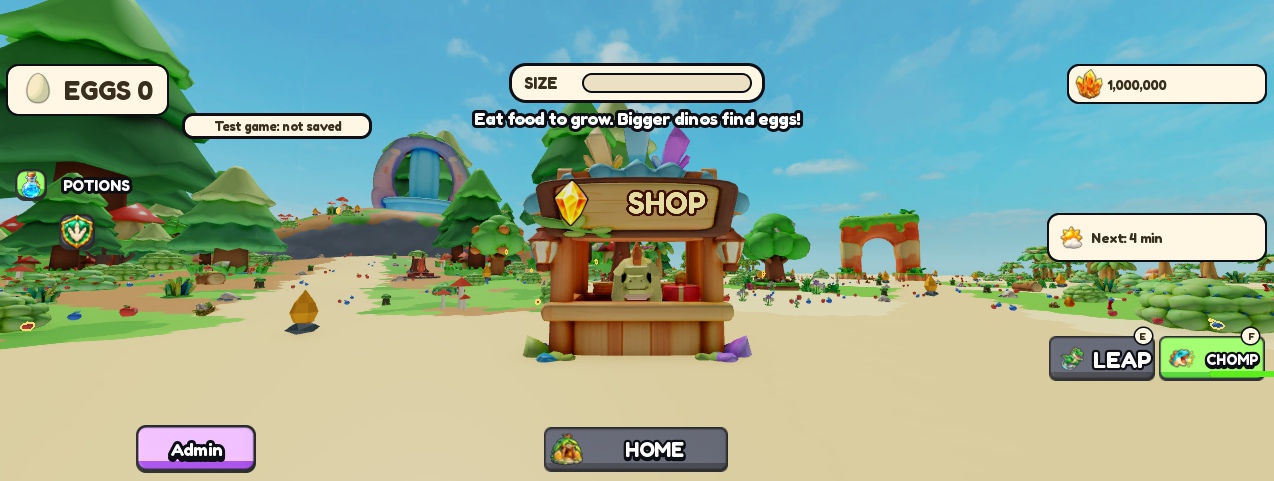 EGGS 0
SIZE
1,000,000
Eat food to grow. Bigger dinos find eggs!
Test game: not saved
POTIONS
SHOP
Next: 4 min
E
F
LEAP
CHOMP
Admin
HOME